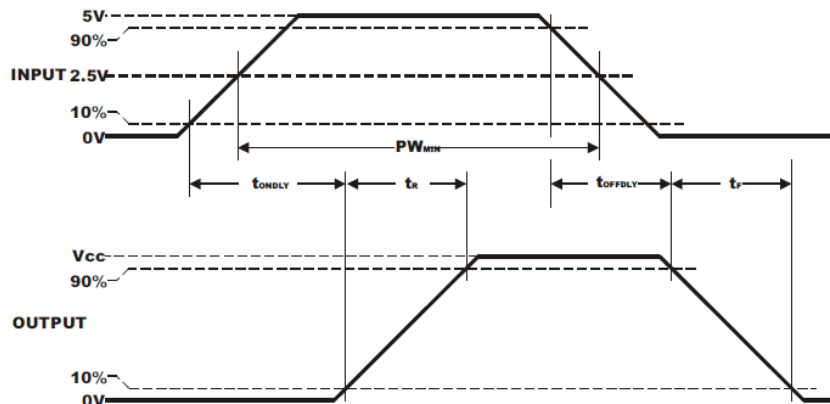 5V
90%
INPUT 2.5V
10%
0V
PWMIN
tONDLY tR tOFFDLY tF
Vcc
90%
OUTPUT
10%
0V